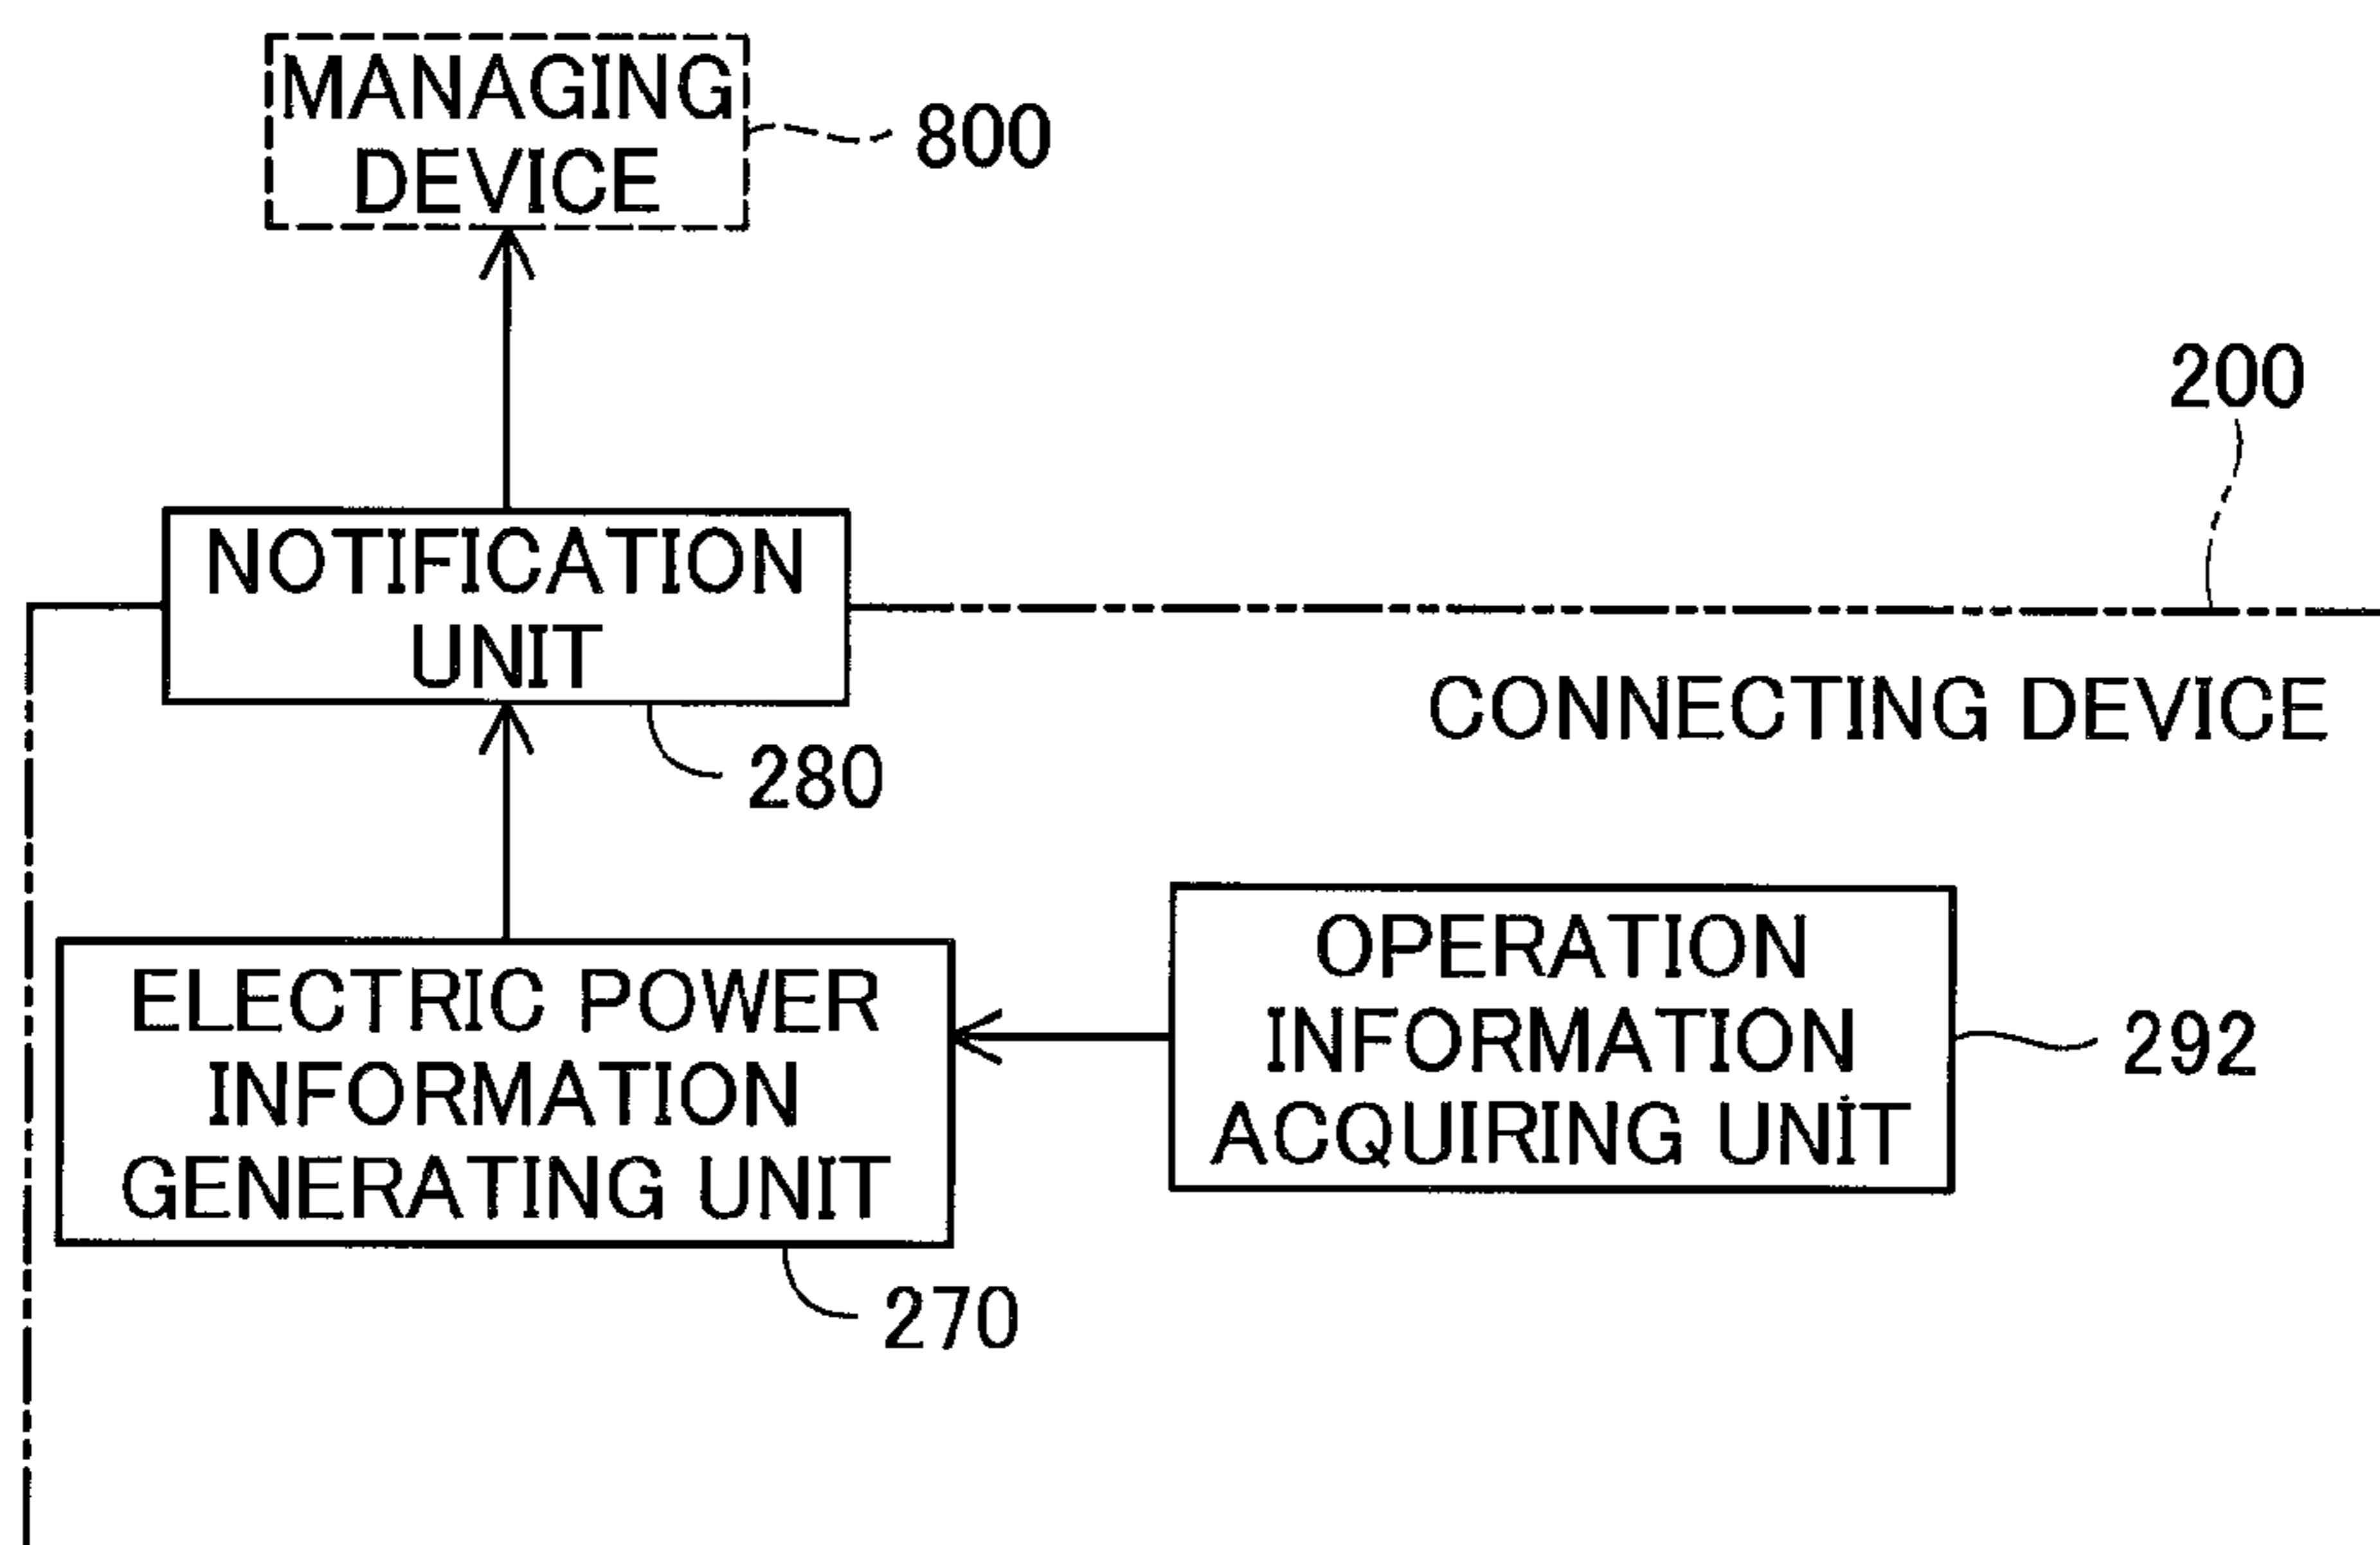 MANAGING
DEVICE
800
200
NOTIFICATION
UNIT
CONNECTING DEVICE
280
ELECTRIC POWER
INFORMATION
GENERATING UNIT
OPERATION
INFORMATION
ACQUIRING UNIT
292
270